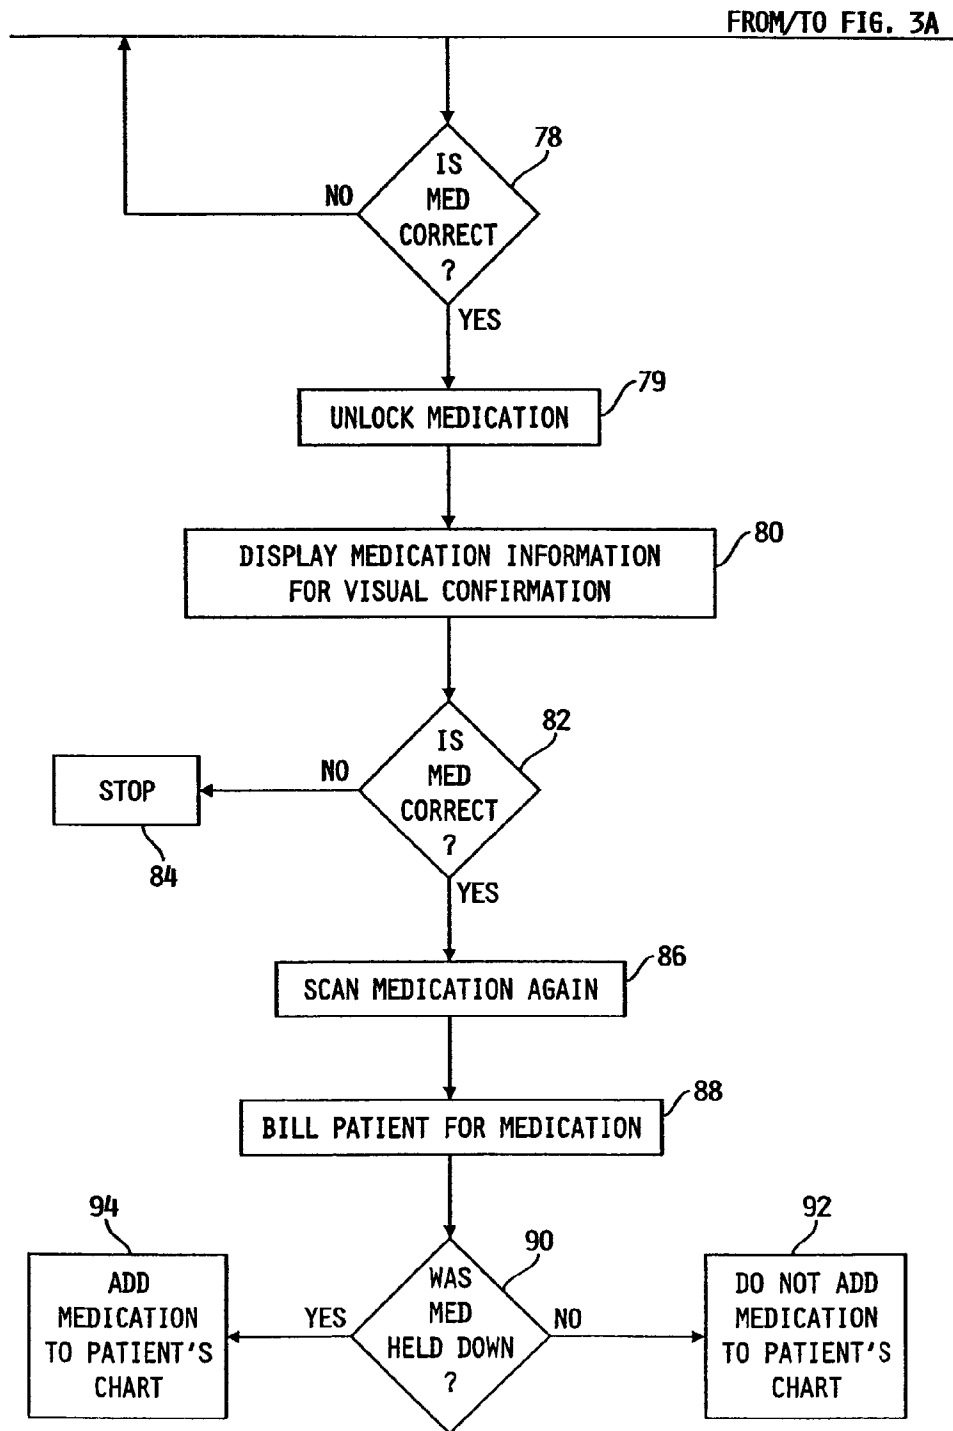 FROM/TO FIG. 3A
78
IS
MED
CORRECT
?
NO
YES
79
UNLOCK MEDICATION
80
DISPLAY MEDICATION INFORMATION
FOR VISUAL CONFIRMATION
82
IS
MED
CORRECT
?
NO
STOP
84
YES
86
SCAN MEDICATION AGAIN
88
BILL PATIENT FOR MEDICATION
94
90
92
ADD
MEDICATION
TO PATIENT'S
CHART
YES
WAS
MED
HELD DOWN
?
NO
DO NOT ADD
MEDICATION
TO PATIENT'S
CHART